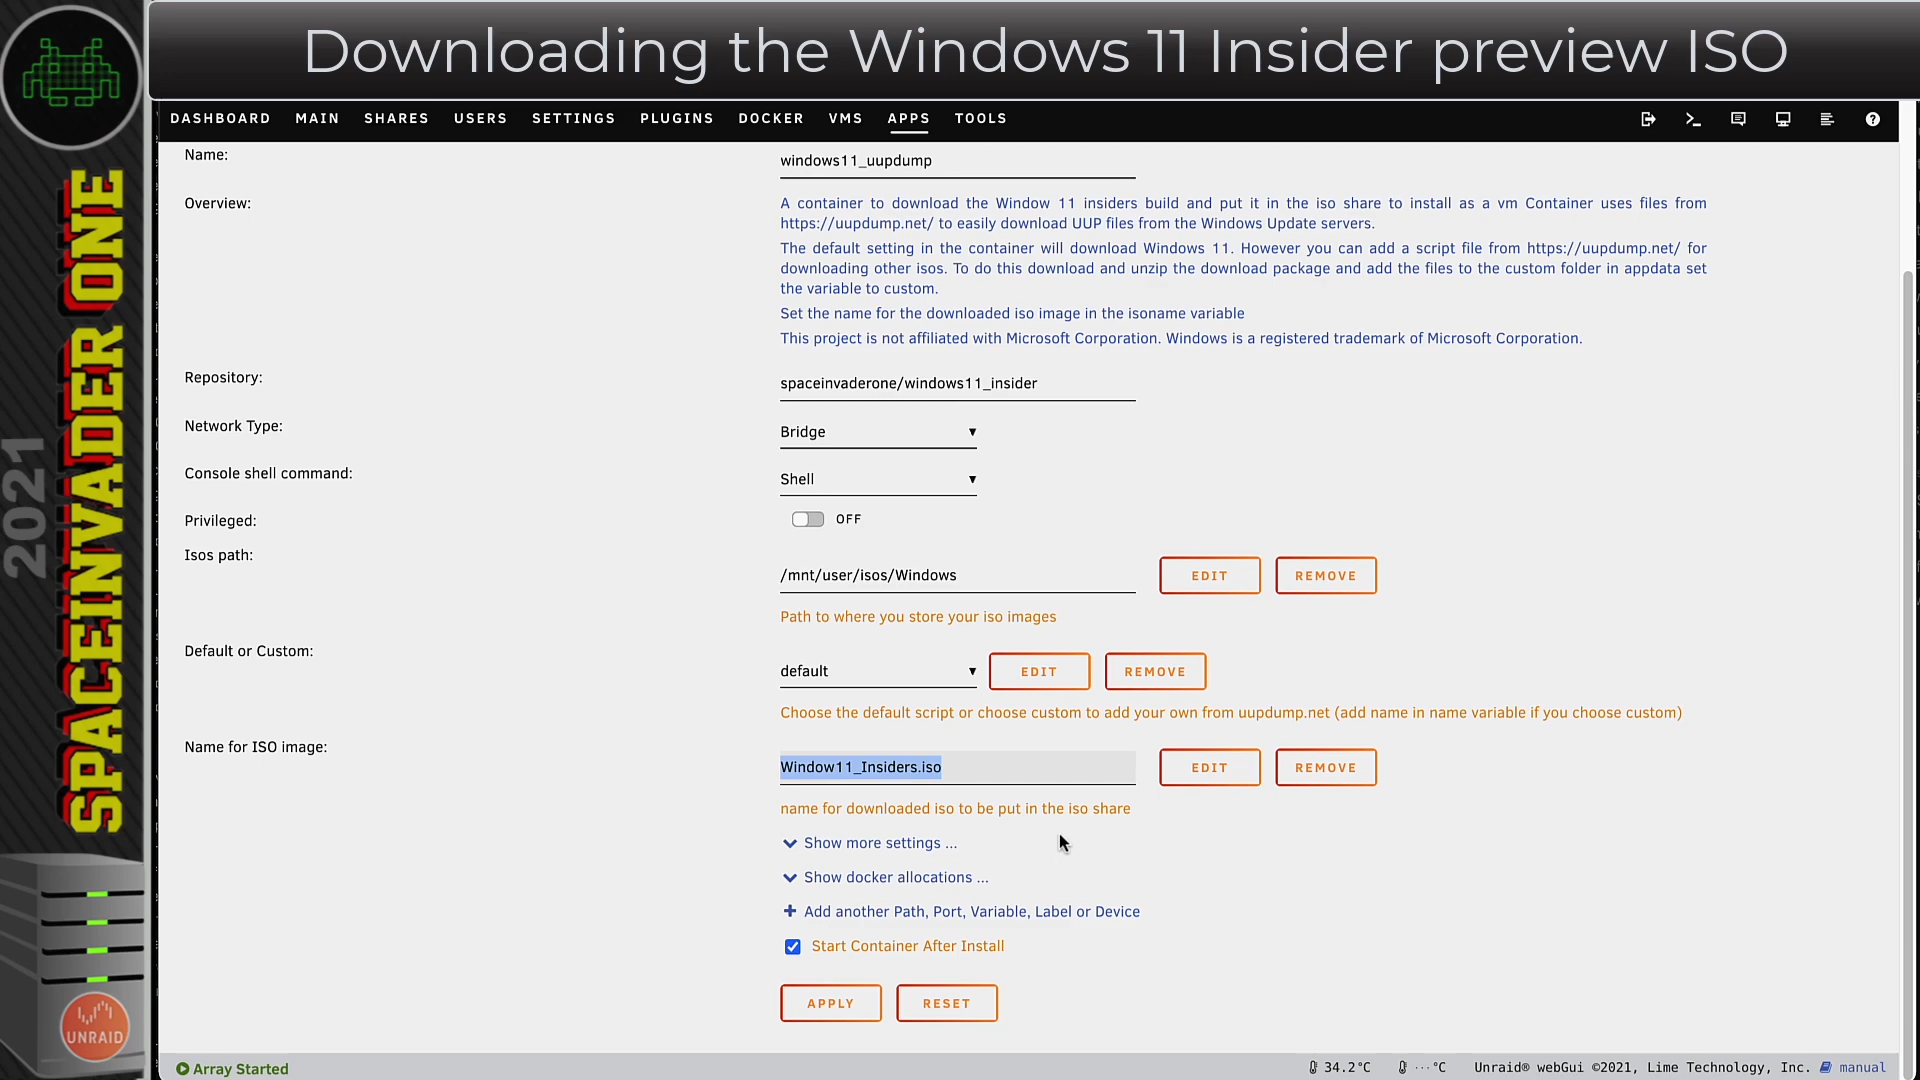 Downloading the Windows 11 Insider preview ISO
DASHBOARD MAIN SHARES USERS SETTINGS PLUGINS DOCKER VMS APPS TOOLS
Name:
windows11_uupdump
Overview:
A container to download the Window 11 insiders build and put it in the iso share to install as a vm Container uses files from
https://uupdump.net/ to easily download UUP files from the Windows Update servers.
The default setting in the container will download Windows 11. However you can add a script file from https://uupdump.net/ for
downloading other isos. To do this download and unzip the download package and add the files to the custom folder in appdata set
the variable to custom.
Set the name for the downloaded iso image in the isoname variable
This project is not affiliated with Microsoft Corporation. Windows is a registered trademark of Microsoft Corporation.
Repository:
spaceinvaderone/windows11_insider
Network Type:
Bridge
Console shell command:
Shell
Privileged:
OFF
Isos path:
/mnt/user/isos/Windows
EDIT REMOVE
Path to where you store your iso images
Default or Custom:
default
EDIT REMOVE
Choose the default script or choose custom to add your own from uupdump.net (add name in name variable if you choose custom)
Name for ISO image:
Window11_Insiders.iso
EDIT REMOVE
name for downloaded iso to be put in the iso share
Show more settings ...
Show docker allocations ...
Add another Path, Port, Variable, Label or Device
Start Container After Install
APPLY RESET
Array Started
34.2°C ···°C Unraid® webGui ©2021, Lime Technology, Inc. manual
2021
SPACEINVADER ONE
UNRAID